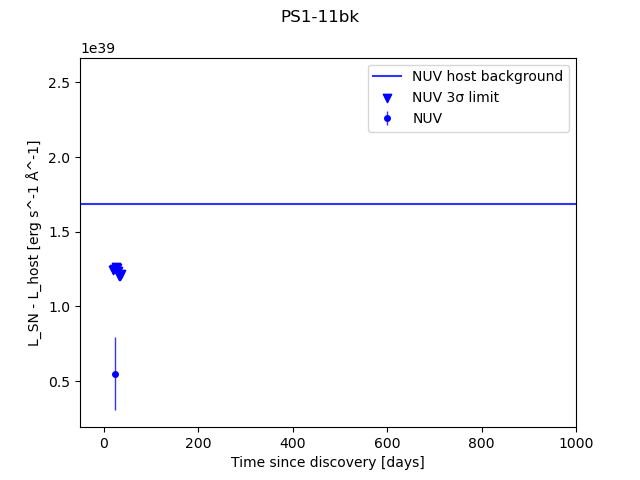 PS1-11bk
1e39
NUV host background
NUV 3σ limit
NUV
2.5
2.0
1.5
1.0
0.5
L_SN - L_host [erg s^-1 Å^-1]
0
200
400
600
800
1000
Time since discovery [days]